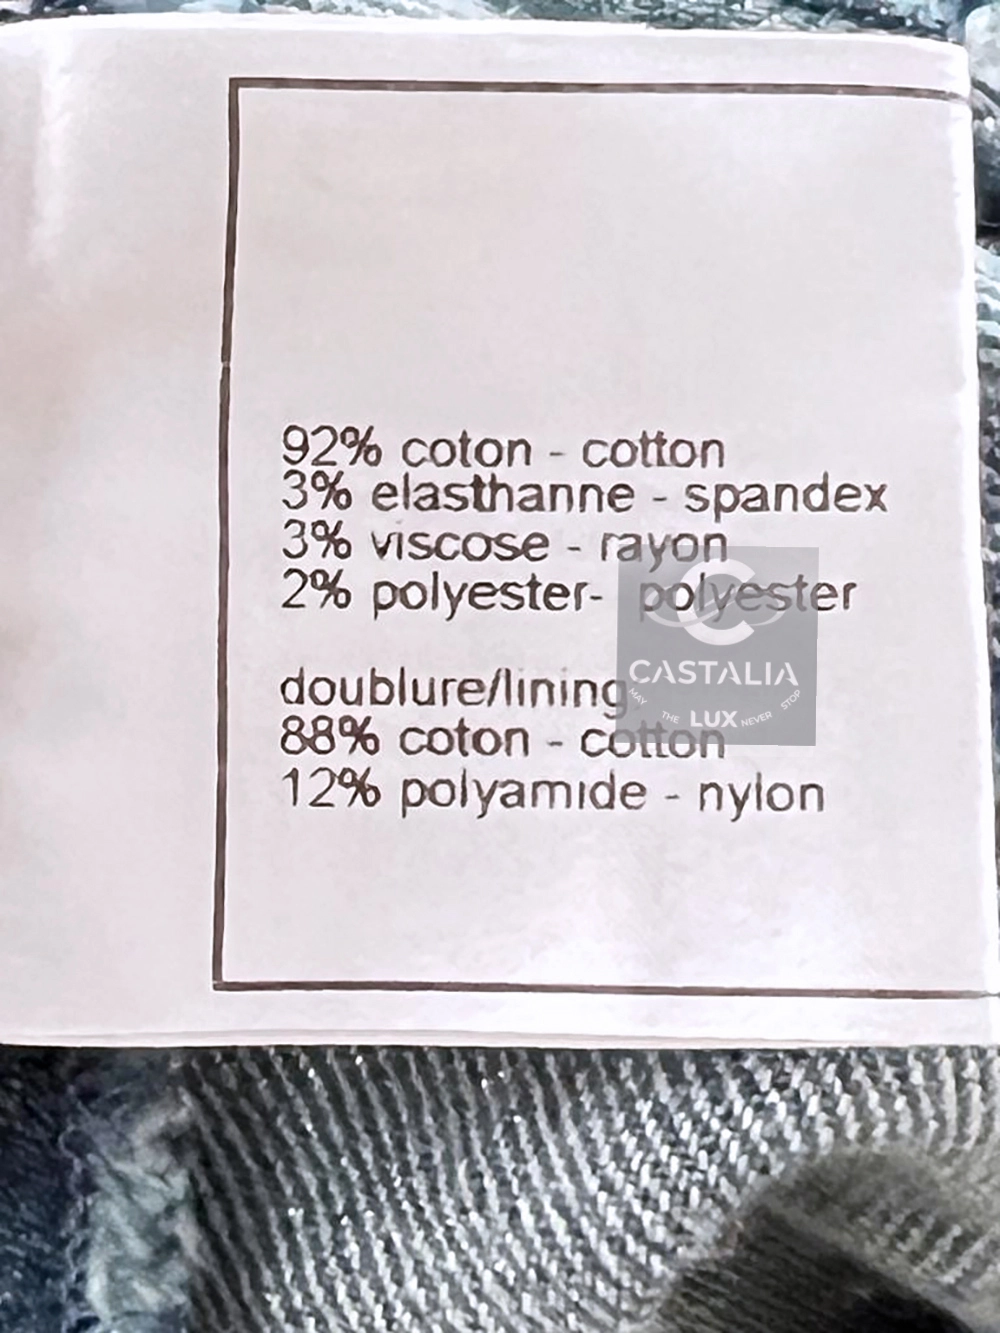 92% coton - cotton
3% elasthanne - spandex
3% viscose - rayon
2% polyester- polyester
doublure/lining
88% coton - cotton
12% polyamide - nylon
CASTALIA
MAY THE LUX NEVER STOP